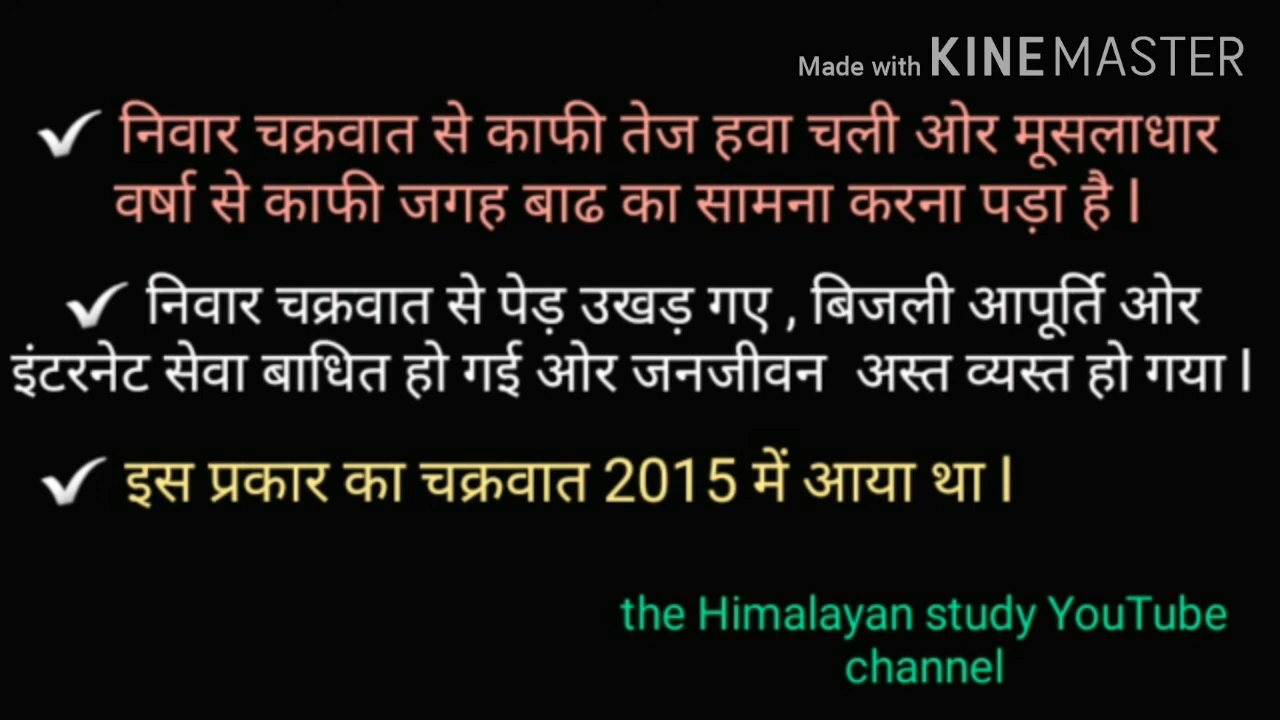 Made with KINEMASTER
✓ निवार चक्रवात से काफी तेज हवा चली ओर मूसलाधार
वर्षा से काफी जगह बाढ का सामना करना पड़ा है l
✓ निवार चक्रवात से पेड़ उखड़ गए , बिजली आपूर्ति ओर
इंटरनेट सेवा बाधित हो गई ओर जनजीवन अस्त व्यस्त हो गया l
✓ इस प्रकार का चक्रवात 2015 में आया था l
the Himalayan study YouTube
channel